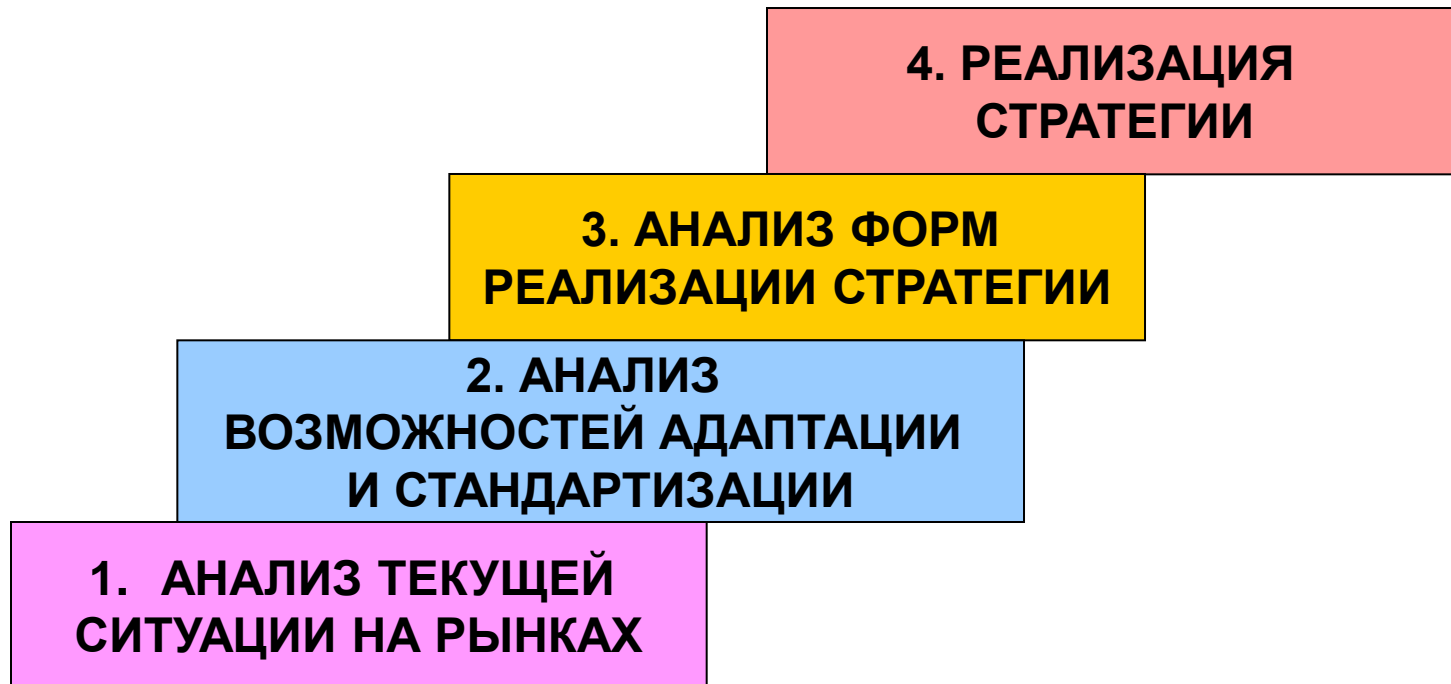 4. РЕАЛИЗАЦИЯ
СТРАТЕГИИ
3. АНАЛИЗ ФОРМ
РЕАЛИЗАЦИИ СТРАТЕГИИ
2. АНАЛИЗ
ВОЗМОЖНОСТЕЙ АДАПТАЦИИ
И СТАНДАРТИЗАЦИИ
1. АНАЛИЗ ТЕКУЩЕЙ
СИТУАЦИИ НА РЫНКАХ